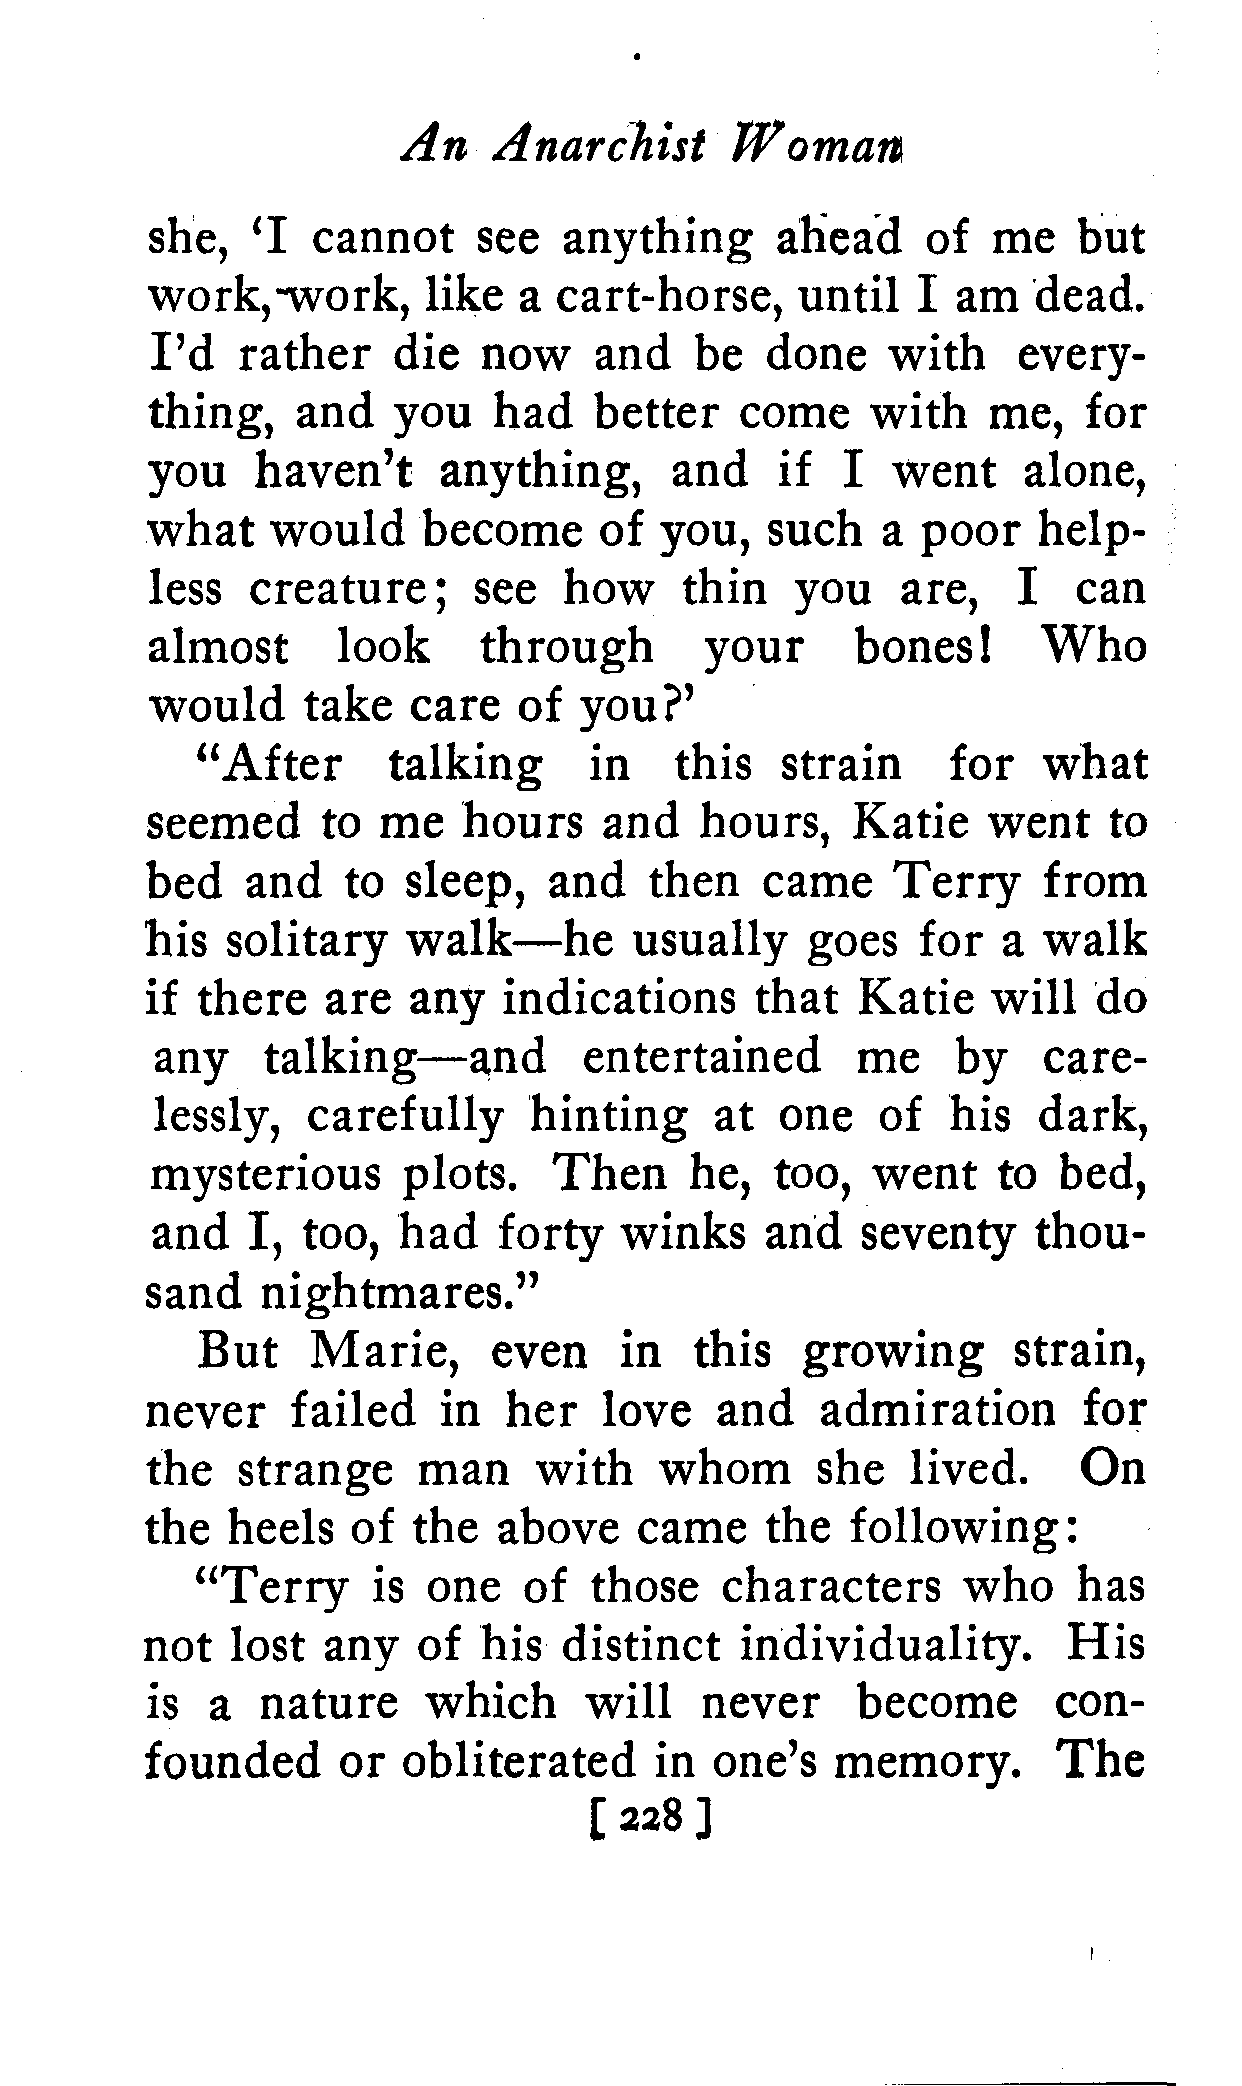 An Anarchist Woman
she, ‘I cannot see anything ahead of me but
work, work, like a cart-horse, until I am dead.
I’d rather die now and be done with every-
thing, and you had better come with me, for
you haven’t anything, and if I went alone,
what would become of you, such a poor help-
less creature; see how thin you are, I can
almost look through your bones! Who
would take care of you?’
“After talking in this strain for what
seemed to me hours and hours, Katie went to
bed and to sleep, and then came Terry from
his solitary walk—he usually goes for a walk
if there are any indications that Katie will do
any talking—and entertained me by care-
lessly, carefully hinting at one of his dark,
mysterious plots. Then he, too, went to bed,
and I, too, had forty winks and seventy thou-
sand nightmares.”
But Marie, even in this growing strain,
never failed in her love and admiration for
the strange man with whom she lived. On
the heels of the above came the following:
“Terry is one of those characters who has
not lost any of his distinct individuality. His
is a nature which will never become con-
founded or obliterated in one’s memory. The
[ 228 ]